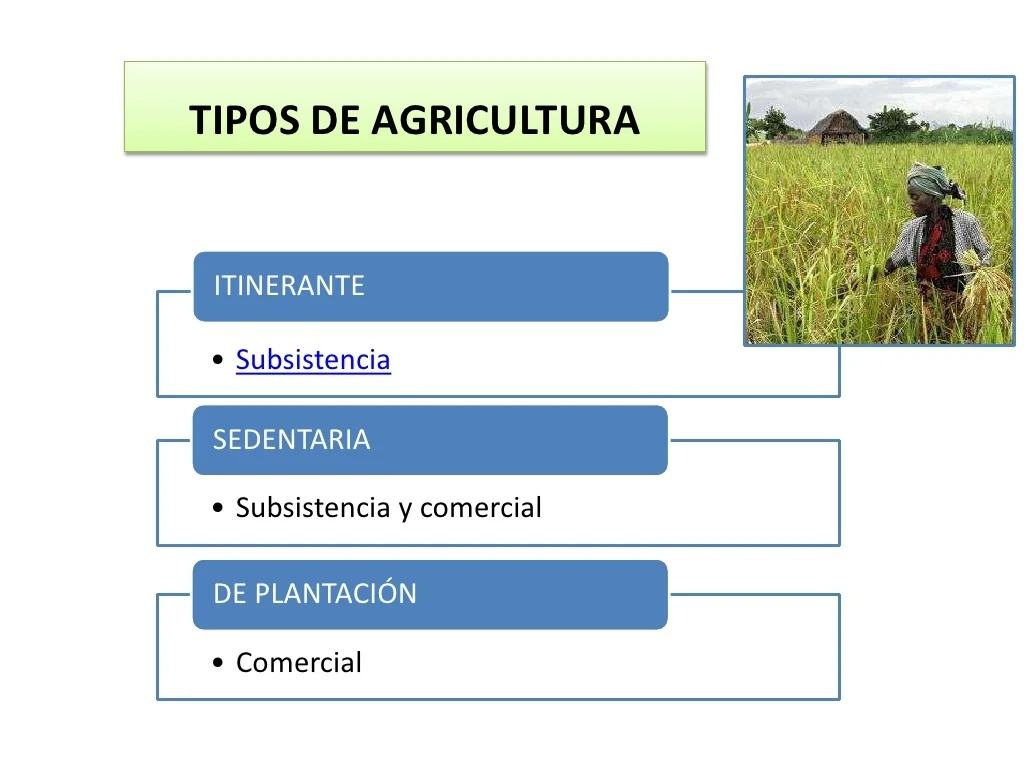 TIPOS DE AGRICULTURA
ITINERANTE
• Subsistencia
SEDENTARIA
• Subsistencia y comercial
DE PLANTACIÓN
• Comercial